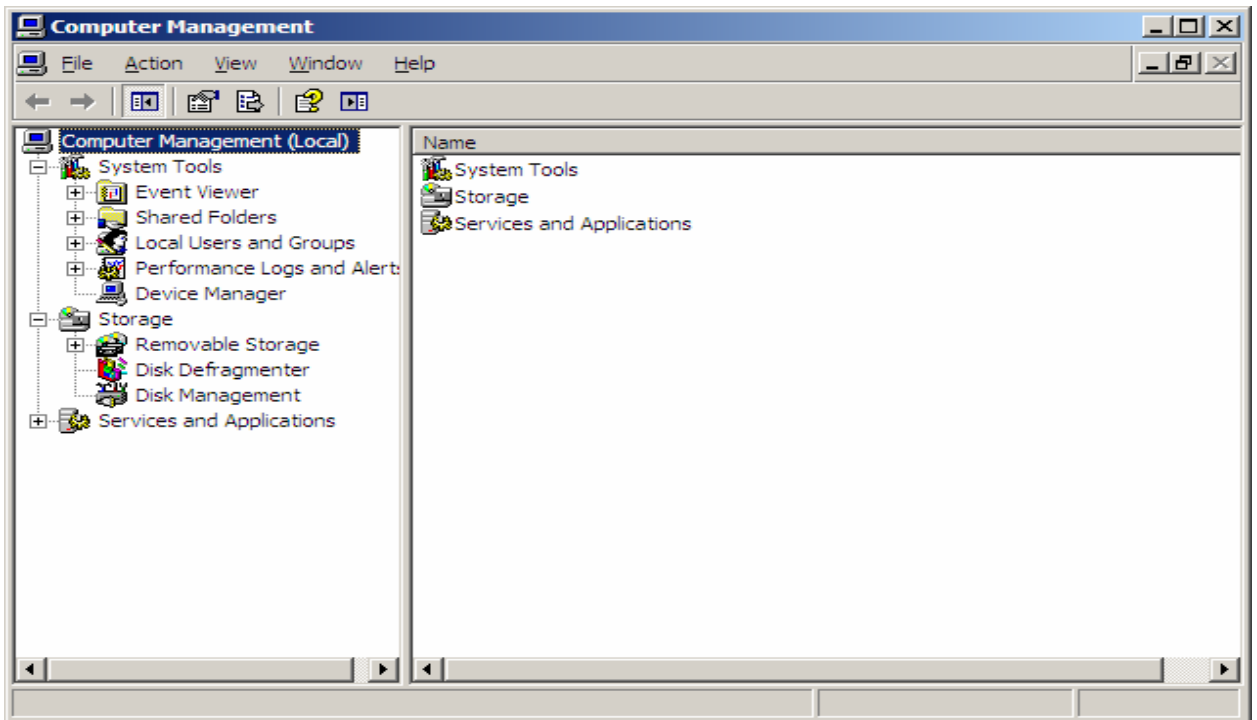 Computer Management
File Action View Window Help
Computer Management (Local)
System Tools
Event Viewer
Shared Folders
Local Users and Groups
Performance Logs and Alerts
Device Manager
Storage
Removable Storage
Disk Defragmenter
Disk Management
Services and Applications
Name
System Tools
Storage
Services and Applications